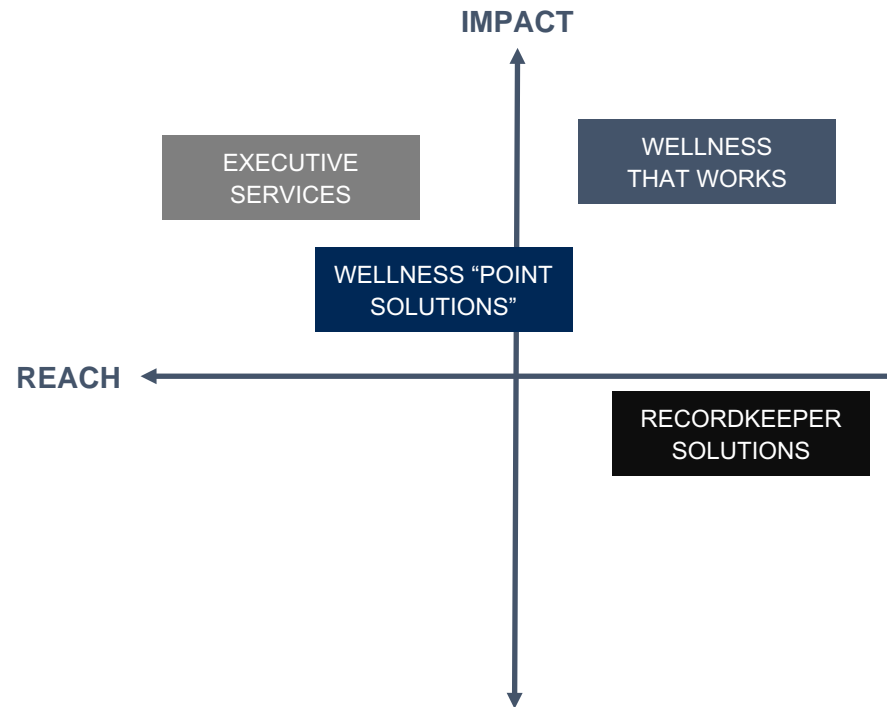 IMPACT
EXECUTIVE
SERVICES
WELLNESS
THAT WORKS
WELLNESS “POINT
SOLUTIONS”
REACH
RECORDKEEPER
SOLUTIONS